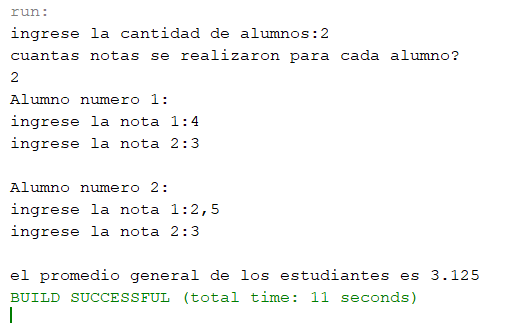 run:
ingrese la cantidad de alumnos:2
cuantas notas se realizaron para cada alumno?
2
Alumno numero 1:
ingrese la nota 1:4
ingrese la nota 2:3
Alumno numero 2:
ingrese la nota 1:2,5
ingrese la nota 2:3
el promedio general de los estudiantes es 3.125
BUILD SUCCESSFUL (total time: 11 seconds)